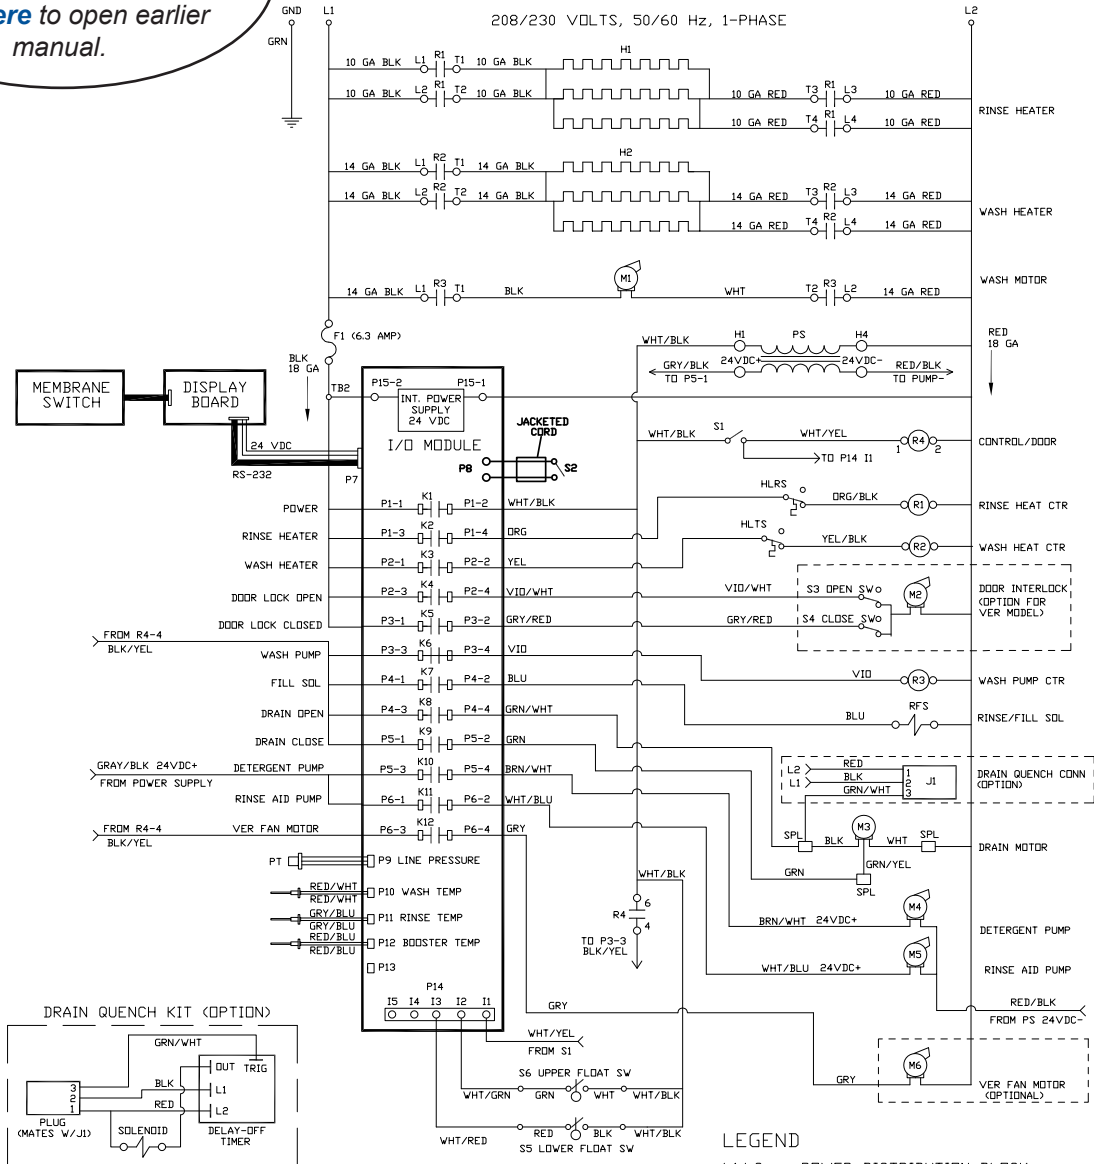 ere to open earlier
manual.
GND L1 208/230 VOLTS, 50/60 Hz, 1-PHASE L2
GRN
10 GA BLK L1 R1 T1 10 GA BLK H1
10 GA BLK L2 R1 T2 10 GA BLK 10 GA RED T3 R1 L3 10 GA RED
RINSE HEATER
10 GA RED T4 R1 L4 10 GA RED
14 GA BLK L1 R2 T1 14 GA BLK H2
14 GA BLK L2 R2 T2 14 GA BLK 14 GA RED T3 R2 L3 14 GA RED
WASH HEATER
14 GA RED T4 R2 L4 14 GA RED
M1 WASH MOTOR
14 GA BLK L1 R3 T1 BLK WHT T2 R3 L2 14 GA RED
F1 (6.3 AMP)
WHT/BLK H1 PS H4
RED
18 GA
BLK
18 GA
GRY/BLK 24VDC+ 24VDC- RED/BLK
TO P5-1 TO PUMP-
MEMBRANE
SWITCH
DISPLAY
BOARD
TB2 P15-2 P15-1
INT. POWER
SUPPLY
24 VDC
I/O MODULE
JACKETED
CORD
P8 S2
24 VDC
RS-232 P7
WHT/BLK S1 WHT/YEL 1 R4 2 CONTROL/DOOR
TO P14 I1
POWER P1-1 K1 P1-2 WHT/BLK
HLRS ORG/BLK R1 RINSE HEAT CTR
RINSE HEATER P1-3 K2 P1-4 ORG
HLTS YEL/BLK R2 WASH HEAT CTR
WASH HEATER P2-1 K3 P2-2 YEL
DOOR LOCK OPEN P2-3 K4 P2-4 VIO/WHT
VIO/WHT S3 OPEN SW M2
DOOR INTERLOCK
(OPTION FOR
VER MODEL)
DOOR LOCK CLOSED P3-1 K5 P3-2 GRY/RED
GRY/RED S4 CLOSE SW
FROM R4-4
BLK/YEL
WASH PUMP P3-3 K6 P3-4 VIO
VIO R3 WASH PUMP CTR
FILL SOL P4-1 K7 P4-2 BLU
BLU RFS RINSE/FILL SOL
DRAIN OPEN P4-3 K8 P4-4 GRN/WHT
DRAIN CLOSE P5-1 K9 P5-2 GRN
GRAY/BLK 24VDC+
FROM POWER SUPPLY
DETERGENT PUMP P5-3 K10 P5-4 BRN/WHT
L2 RED 1
L1 BLK 2 J1
GRN/WHT 3
DRAIN QUENCH CONN
(OPTION)
RINSE AID PUMP P6-1 K11 P6-2 WHT/BLU
FROM R4-4
BLK/YEL
VER FAN MOTOR P6-3 K12 P6-4 GRY
SPL BLK M3 WHT SPL DRAIN MOTOR
GRN GRN/YEL
SPL
PT P9 LINE PRESSURE
RED/WHT
RED/WHT
P10 WASH TEMP
GRY/BLU
GRY/BLU
P11 RINSE TEMP
RED/BLU
RED/BLU
P12 BOOSTER TEMP
P13
WHT/BLK
6
R4
4
TO P3-3
BLK/YEL
BRN/WHT 24VDC+ M4 DETERGENT PUMP
WHT/BLU 24VDC+ M5 RINSE AID PUMP
RED/BLK
FROM PS 24VDC-
P14
I5 I4 I3 I2 I1
GRY
WHT/YEL
FROM S1
GRY M6 VER FAN MOTOR
(OPTIONAL)
S6 UPPER FLOAT SW
WHT/GRN GRN WHT WHT/BLK
WHT/RED RED BLK WHT/BLK
S5 LOWER FLOAT SW
DRAIN QUENCH KIT (OPTION)
GRN/WHT
OUT TRIG
3 BLK L1
2
1 RED L2
PLUG
(MATES W/J1)
SOLENOID
DELAY-OFF
TIMER
LEGEND